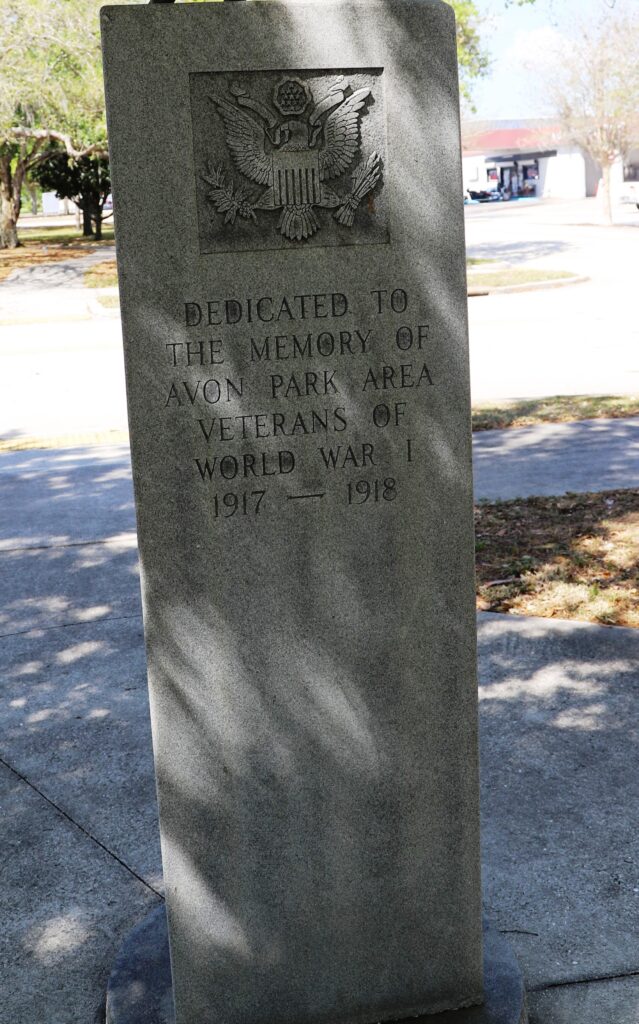 DEDICATED TO
THE MEMORY OF
AVON PARK AREA
VETERANS OF
WORLD WAR I
1917 — 1918